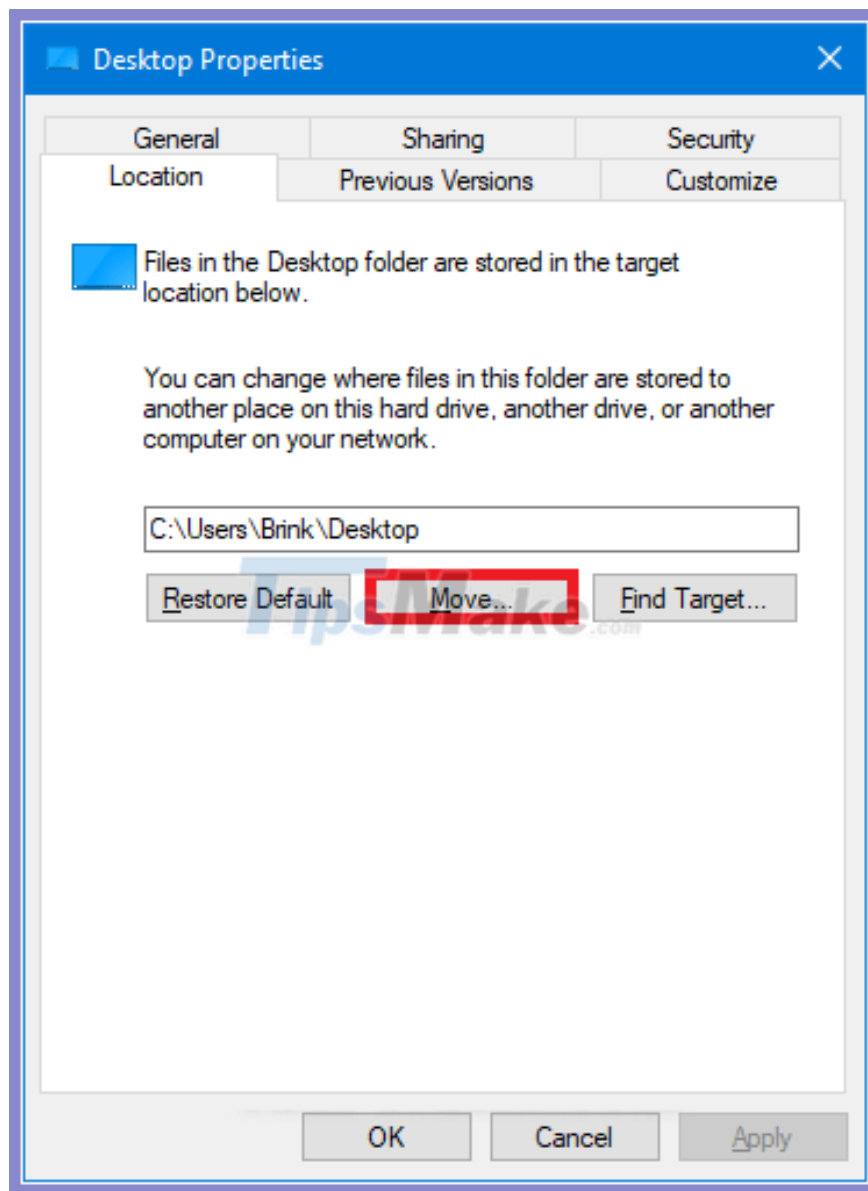 Desktop Properties
General Sharing Security
Location Previous Versions Customize
Files in the Desktop folder are stored in the target
location below.
You can change where files in this folder are stored to
another place on this hard drive, another drive, or another
computer on your network.
C:\Users\Brink\Desktop
Restore Default Move... Find Target...
TipsMake.com
OK Cancel Apply